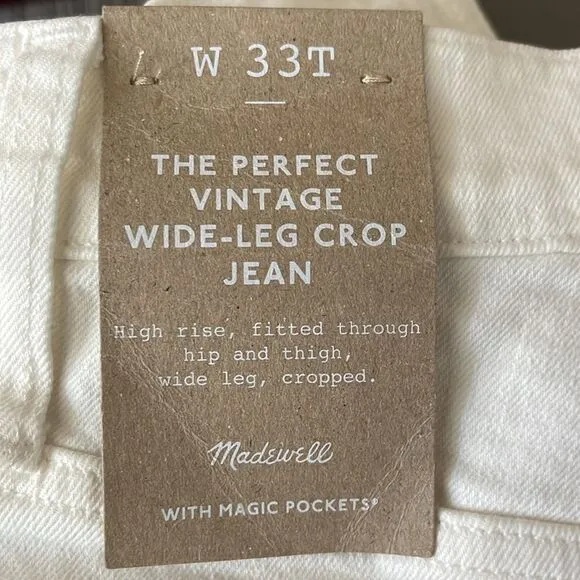 W 33T
THE PERFECT
VINTAGE
WIDE-LEG CROP
JEAN
High rise, fitted through
hip and thigh,
wide leg, cropped.
Madewell
WITH MAGIC POCKETS®